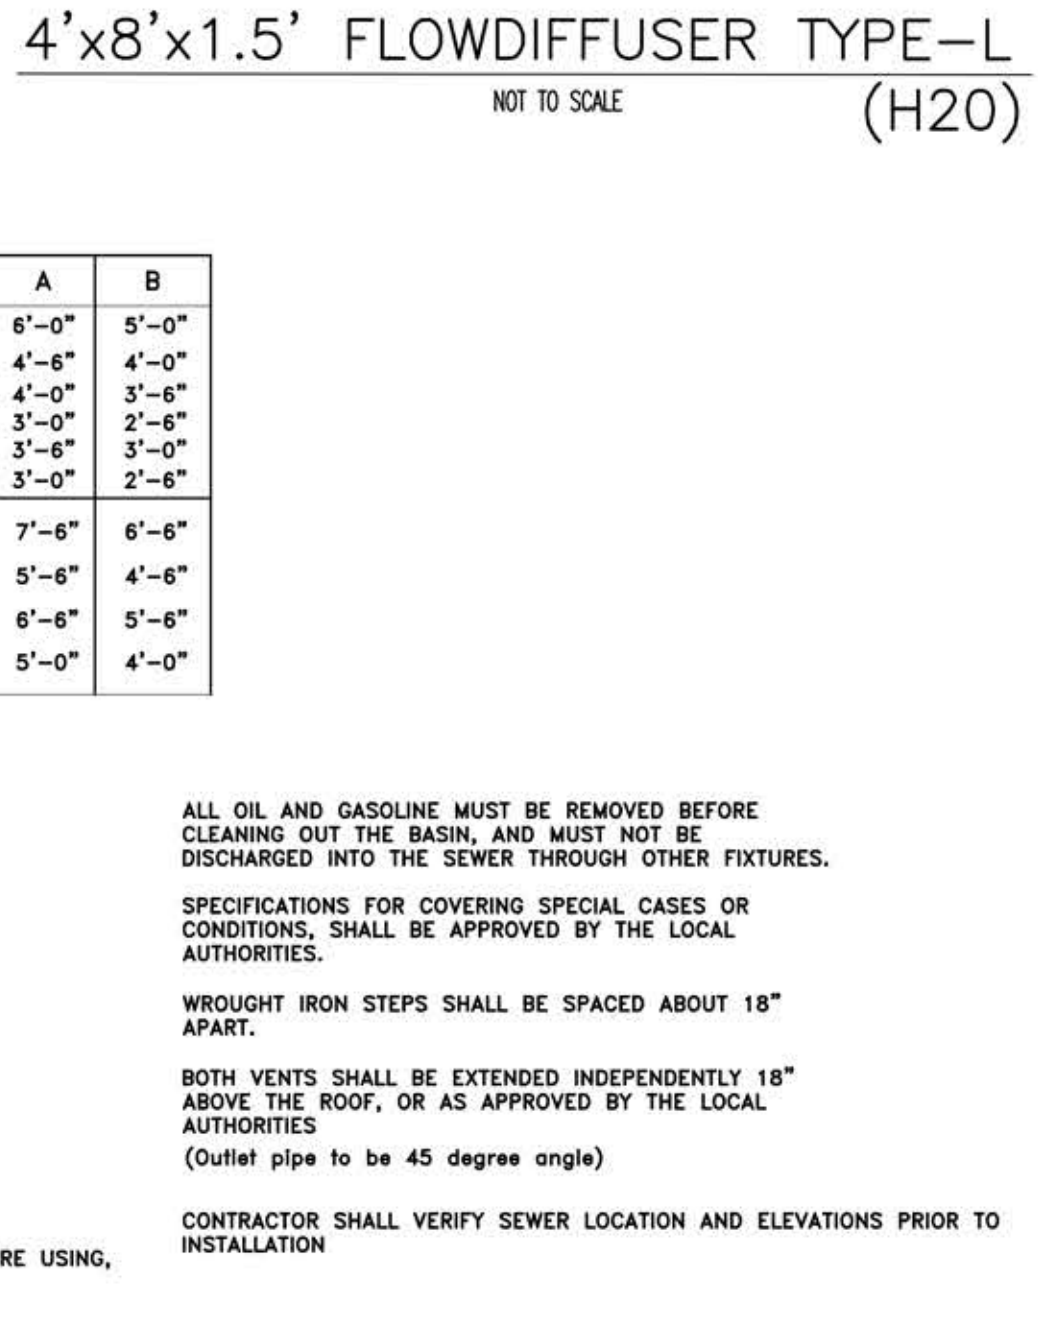 4'x8'x1.5' FLOWDIFFUSER TYPE-L
NOT TO SCALE
(H20)
A B
6'-0" 5'-0"
4'-6" 4'-0"
4'-0" 3'-6"
3'-0" 2'-6"
3'-6" 3'-0"
3'-0" 2'-6"
7'-6" 6'-6"
5'-6" 4'-6"
6'-6" 5'-6"
5'-0" 4'-0"
ALL OIL AND GASOLINE MUST BE REMOVED BEFORE
CLEANING OUT THE BASIN, AND MUST NOT BE
DISCHARGED INTO THE SEWER THROUGH OTHER FIXTURES.
SPECIFICATIONS FOR COVERING SPECIAL CASES OR
CONDITIONS, SHALL BE APPROVED BY THE LOCAL
AUTHORITIES.
WROUGHT IRON STEPS SHALL BE SPACED ABOUT 18"
APART.
BOTH VENTS SHALL BE EXTENDED INDEPENDENTLY 18"
ABOVE THE ROOF, OR AS APPROVED BY THE LOCAL
AUTHORITIES
(Outlet pipe to be 45 degree angle)
CONTRACTOR SHALL VERIFY SEWER LOCATION AND ELEVATIONS PRIOR TO
INSTALLATION
RE USING,